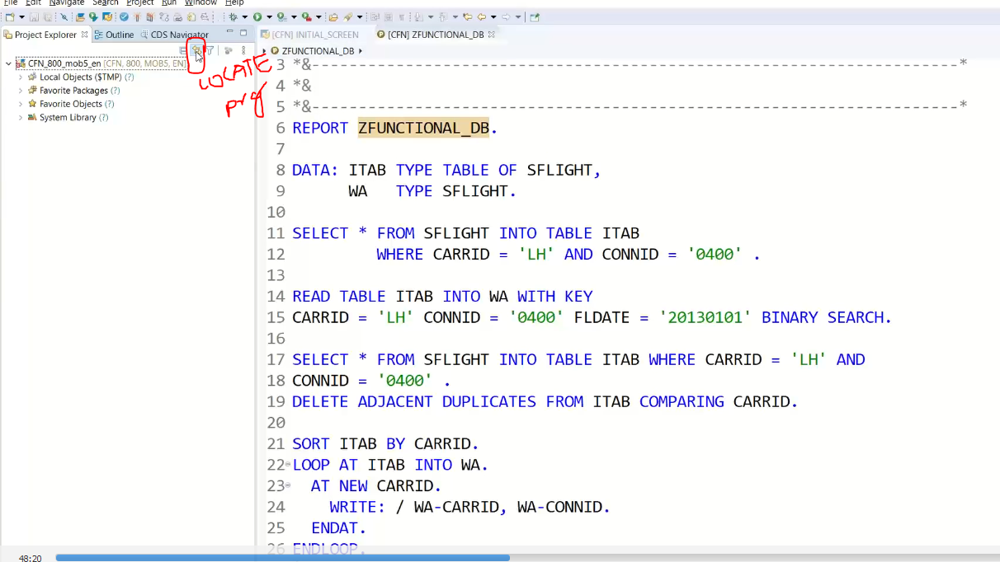 File Edit Navigate Search Project Run Window Help
Project Explorer Outline CDS Navigator
[CFN] INITIAL_SCREEN [CFN] ZFUNCTIONAL_DB
ZFUNCTIONAL_DB
CFN_800_mob5_en [CFN, 800, MOB5, EN]
Local Objects ($TMP) (?)
Favorite Packages (?)
Favorite Objects (?)
System Library (?)
LOCATE
prg
3 *&---------------------------------------------------------------------*
4 *&
5 *&---------------------------------------------------------------------*
6 REPORT ZFUNCTIONAL_DB.
7
8 DATA: ITAB TYPE TABLE OF SFLIGHT,
9 WA TYPE SFLIGHT.
10
11 SELECT * FROM SFLIGHT INTO TABLE ITAB
12 WHERE CARRID = 'LH' AND CONNID = '0400' .
13
14 READ TABLE ITAB INTO WA WITH KEY
15 CARRID = 'LH' CONNID = '0400' FLDATE = '20130101' BINARY SEARCH.
16
17 SELECT * FROM SFLIGHT INTO TABLE ITAB WHERE CARRID = 'LH' AND
18 CONNID = '0400' .
19 DELETE ADJACENT DUPLICATES FROM ITAB COMPARING CARRID.
20
21 SORT ITAB BY CARRID.
22 LOOP AT ITAB INTO WA.
23 AT NEW CARRID.
24 WRITE: / WA-CARRID, WA-CONNID.
25 ENDAT.
26 ENDLOOP.
48:20